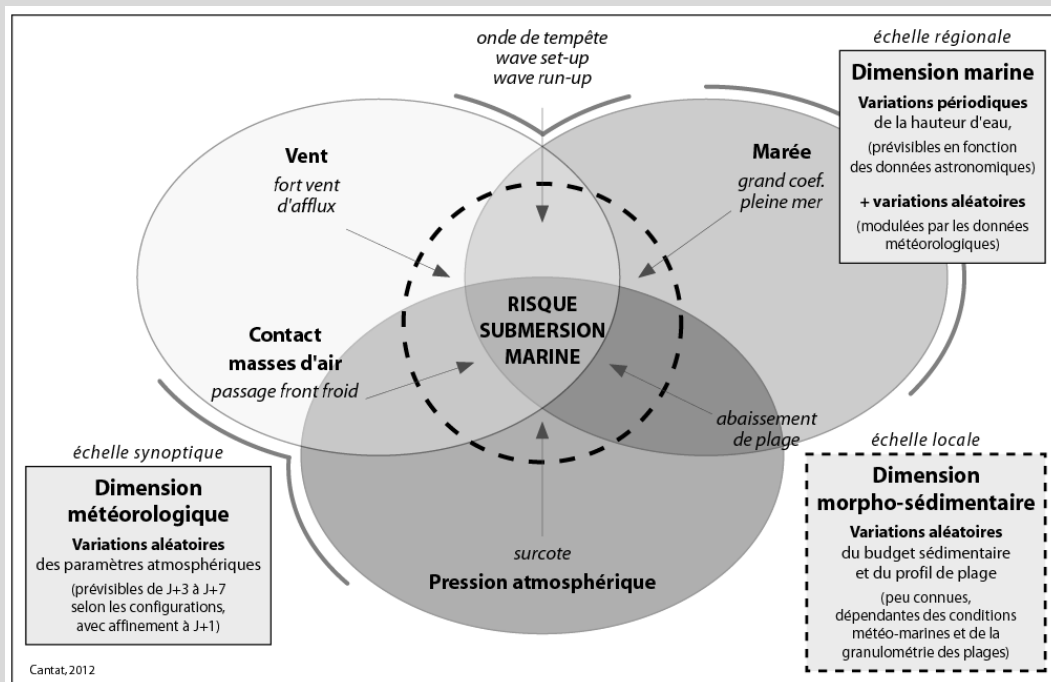 onde de tempête
wave set-up
wave run-up
échelle régionale
Dimension marine
Variations périodiques
de la hauteur d'eau,
(prévisibles en fonction
des données astronomiques)
+ variations aléatoires
(modulées par les données
météorologiques)
Vent
fort vent
d'afflux
Marée
grand coef.
pleine mer
RISQUE
SUBMERSION
MARINE
Contact
masses d'air
passage front froid
abaissement
de plage
surcote
Pression atmosphérique
échelle synoptique
Dimension
météorologique
Variations aléatoires
des paramètres atmosphériques
(prévisibles de J+3 à J+7
selon les configurations,
avec affinement à J+1)
échelle locale
Dimension
morpho-sédimentaire
Variations aléatoires
du budget sédimentaire
et du profil de plage
(peu connues,
dépendantes des conditions
météo-marines et de la
granulométrie des plages)
Cantat, 2012